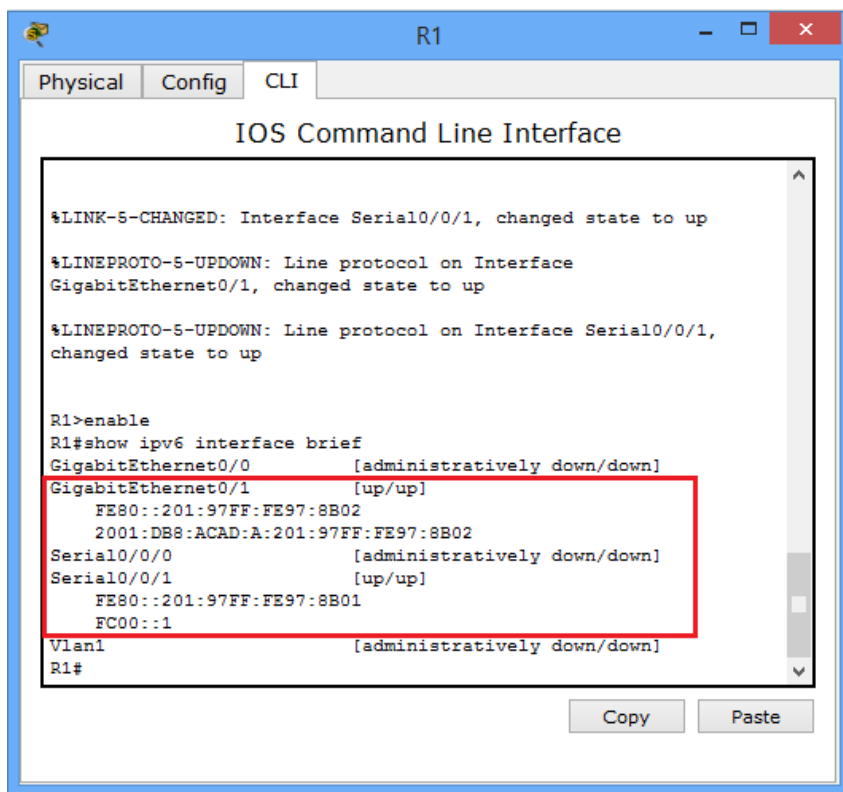 R1
Physical Config CLI
IOS Command Line Interface
%LINK-5-CHANGED: Interface Serial0/0/1, changed state to up
%LINEPROTO-5-UPDOWN: Line protocol on Interface
GigabitEthernet0/1, changed state to up
%LINEPROTO-5-UPDOWN: Line protocol on Interface Serial0/0/1,
changed state to up
R1>enable
R1#show ipv6 interface brief
GigabitEthernet0/0 [administratively down/down]
GigabitEthernet0/1 [up/up]
FE80::201:97FF:FE97:8B02
2001:DB8:ACAD:A:201:97FF:FE97:8B02
Serial0/0/0 [administratively down/down]
Serial0/0/1 [up/up]
FE80::201:97FF:FE97:8B01
FC00::1
Vlan1 [administratively down/down]
R1#
Copy Paste